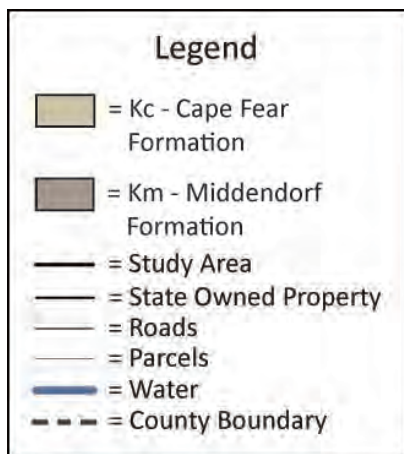 Legend
= Kc - Cape Fear
Formation
= Km - Middendorf
Formation
= Study Area
= State Owned Property
= Roads
= Parcels
= Water
= County Boundary